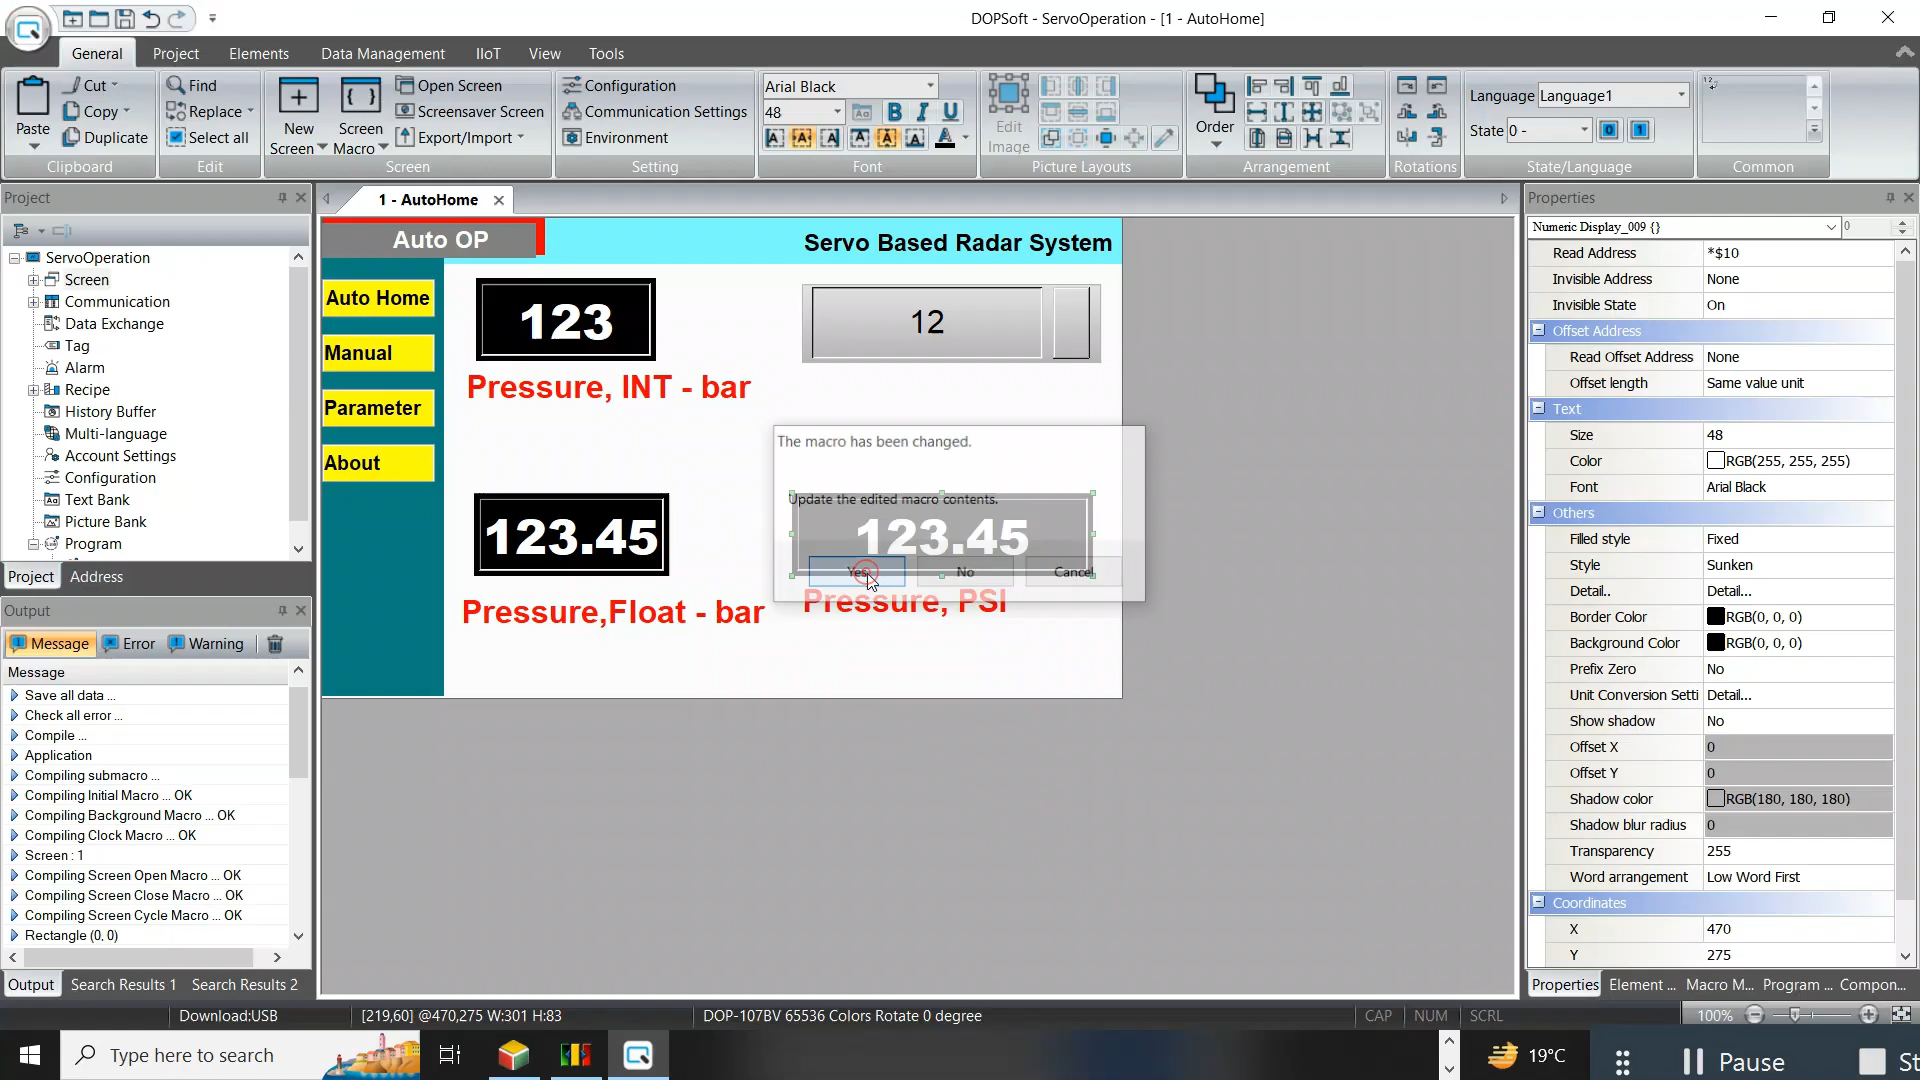 DOPSoft - ServoOperation - [1 - AutoHome]
General Project Elements Data Management IIoT View Tools
Paste Cut Copy Duplicate
Clipboard
Find Replace Select all
Edit
New Screen Screen Macro Open Screen Screensaver Screen Export/Import
Screen
Configuration Communication Settings Environment
Setting
Arial Black
48
Font
Edit Image
Picture Layouts
Order
Arrangement
Rotations
Language Language1
State 0 -
State/Language
Common
Project
ServoOperation
Screen
Communication
Data Exchange
Tag
Alarm
Recipe
History Buffer
Multi-language
Account Settings
Configuration
Text Bank
Picture Bank
Program
Project Address
Output
Message Error Warning
Message
Save all data ...
Check all error ...
Compile ...
Application
Compiling submacro ...
Compiling Initial Macro ... OK
Compiling Background Macro ... OK
Compiling Clock Macro ... OK
Screen : 1
Compiling Screen Open Macro ... OK
Compiling Screen Close Macro ... OK
Compiling Screen Cycle Macro ... OK
Rectangle (0, 0)
Output Search Results 1 Search Results 2
1 - AutoHome
Auto OP Servo Based Radar System
Auto Home
Manual
Parameter
About
123
12
Pressure, INT - bar
123.45
123.45
Pressure,Float - bar
Pressure, PSI
The macro has been changed.
Update the edited macro contents.
Yes No Cancel
Properties
Numeric Display_009 {} 0
Read Address *$10
Invisible Address None
Invisible State On
Offset Address
Read Offset Address None
Offset length Same value unit
Text
Size 48
Color RGB(255, 255, 255)
Font Arial Black
Others
Filled style Fixed
Style Sunken
Detail.. Detail...
Border Color RGB(0, 0, 0)
Background Color RGB(0, 0, 0)
Prefix Zero No
Unit Conversion Setti Detail...
Show shadow No
Offset X 0
Offset Y 0
Shadow color RGB(180, 180, 180)
Shadow blur radius 0
Transparency 255
Word arrangement Low Word First
Coordinates
X 470
Y 275
Properties Element ... Macro M... Program ... Compon...
Download:USB [219,60] @470,275 W:301 H:83 DOP-107BV 65536 Colors Rotate 0 degree CAP NUM SCRL 100%
Type here to search 19°C Pause St